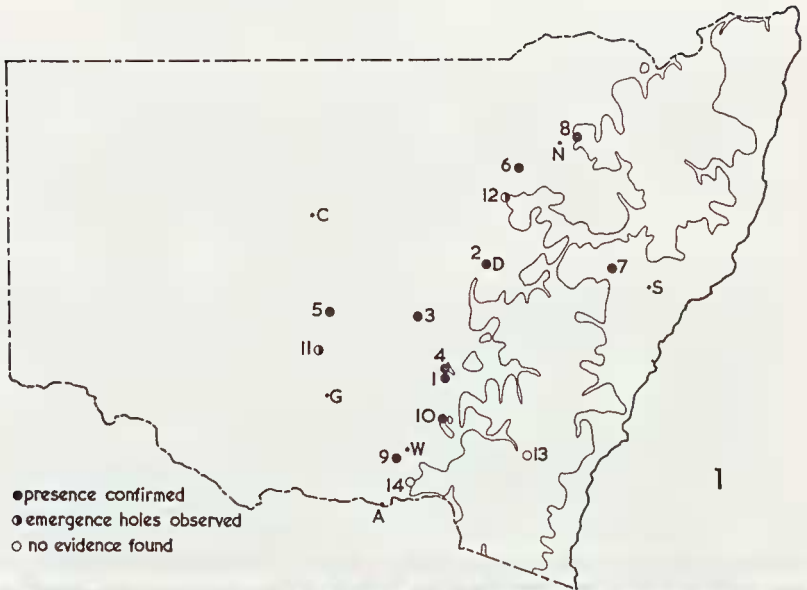 8
N
6
12
C
2 D
7
S
5
3
11
4
1
G
10
W
9
13
14
A
1
presence confirmed
emergence holes observed
no evidence found